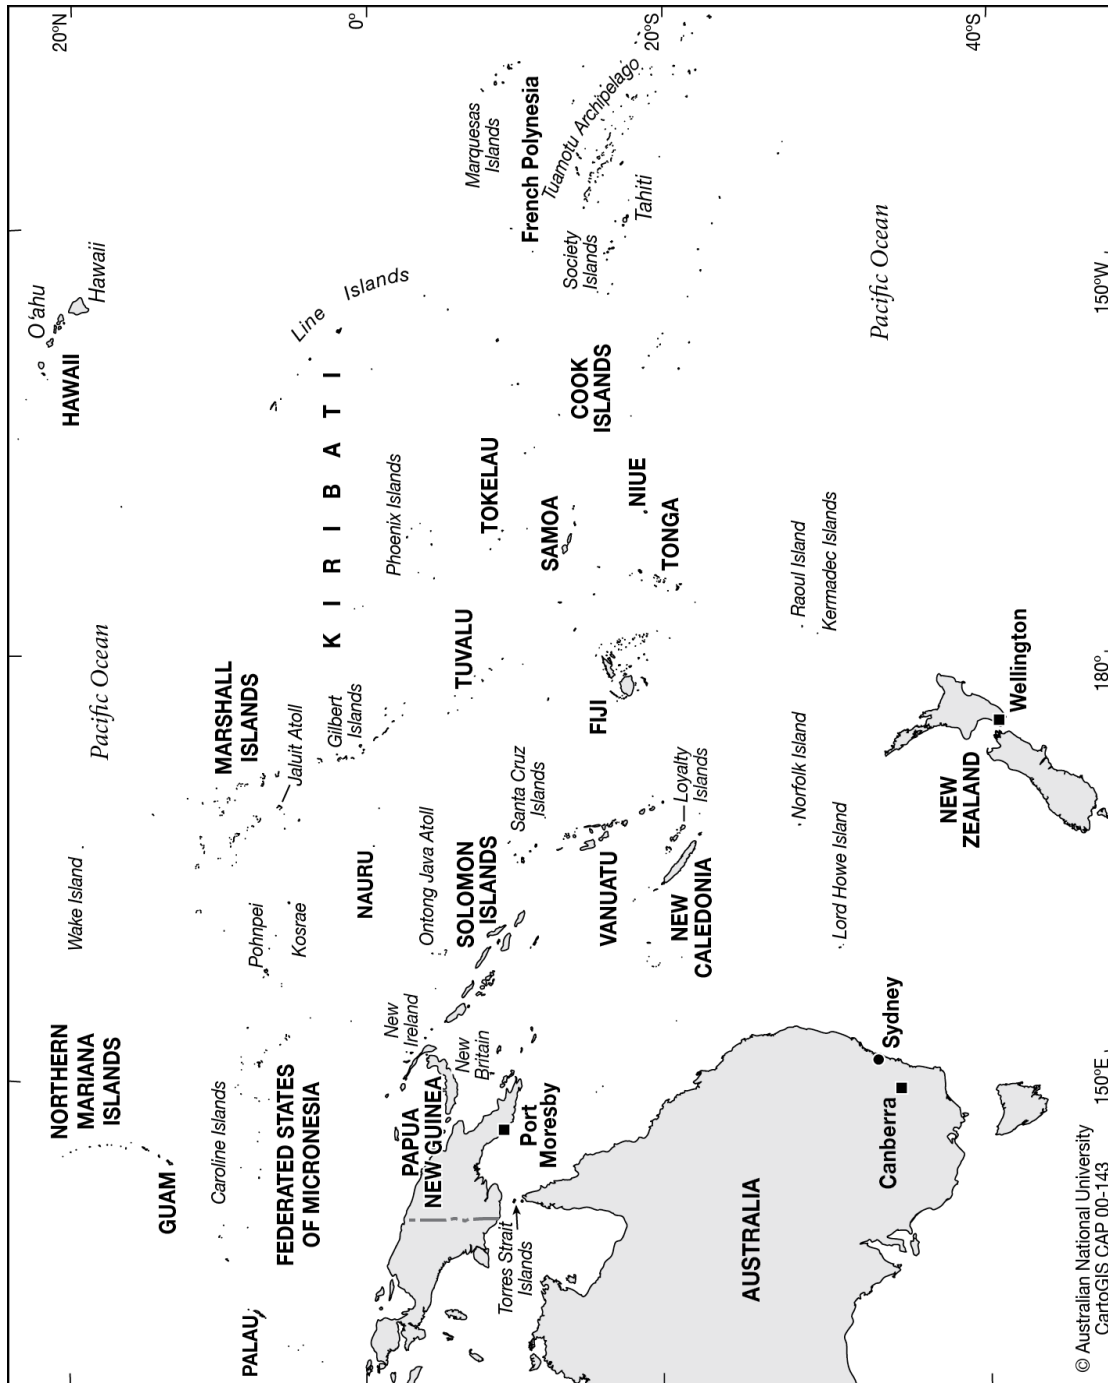 20°N
0°
20°S
40°S
150°W
180°
150°E
Pacific Ocean
Pacific Ocean
HAWAII
O'ahu
Hawaii
Line Islands
KIRIBATI
Phoenix Islands
Gilbert
Islands
Marquesas
Islands
French Polynesia
Tuamotu Archipelago
Society
Islands
Tahiti
COOK
ISLANDS
TOKELAU
SAMOA
NIUE
TONGA
TUVALU
FIJI
Raoul Island
Kermadec Islands
Wellington
NEW
ZEALAND
Norfolk Island
Lord Howe Island
MARSHALL
ISLANDS
Jaluit Atoll
Wake Island
Pohnpei
Kosrae
NAURU
Ontong Java Atoll
SOLOMON
ISLANDS
Santa Cruz
Islands
VANUATU
Loyalty
Islands
NEW
CALEDONIA
NORTHERN
MARIANA
ISLANDS
GUAM
Caroline Islands
FEDERATED STATES
OF MICRONESIA
PALAU
New
Ireland
New
Britain
PAPUA
NEW GUINEA
Port
Moresby
Torres Strait
Islands
AUSTRALIA
Sydney
Canberra
© Australian National University
CartoGIS CAP 00-143